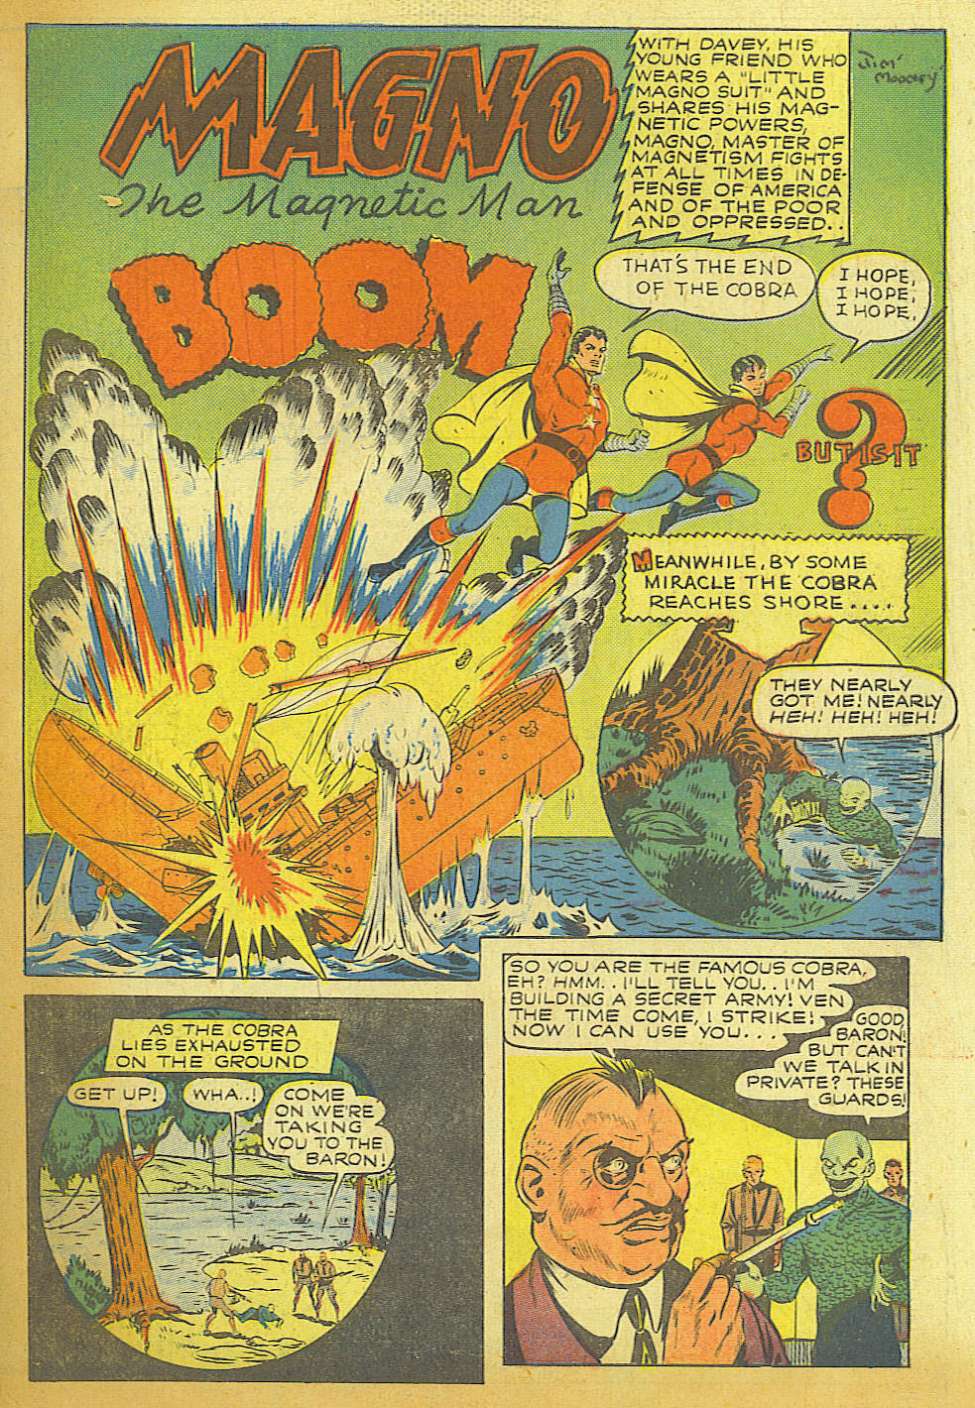 MAGNO
The Magnetic Man
WITH DAVEY, HIS
YOUNG FRIEND WHO
WEARS A "LITTLE
MAGNO SUIT" AND
SHARES HIS MAG-
NETIC POWERS,
MAGNO, MASTER OF
MAGNETISM FIGHTS
AT ALL TIMES IN DE-
FENSE OF AMERICA
AND OF THE POOR
AND OPPRESSED..
Jim
Mooney
BOOM
THAT'S THE END
OF THE COBRA
I HOPE,
I HOPE,
I HOPE,
BUT IS IT
?
MEANWHILE, BY SOME
MIRACLE THE COBRA
REACHES SHORE....
THEY NEARLY
GOT ME! NEARLY
HEH! HEH! HEH!
AS THE COBRA
LIES EXHAUSTED
ON THE GROUND
GET UP!
WHA..!
COME
ON WE'RE
TAKING
YOU TO THE
BARON!
SO YOU ARE THE FAMOUS COBRA,
EH? HMM.. I'LL TELL YOU.. I'M
BUILDING A SECRET ARMY! VEN
THE TIME COME, I STRIKE!
NOW I CAN USE YOU...
GOOD
BARON!
BUT CAN'T
WE TALK IN
PRIVATE? THESE
GUARDS!